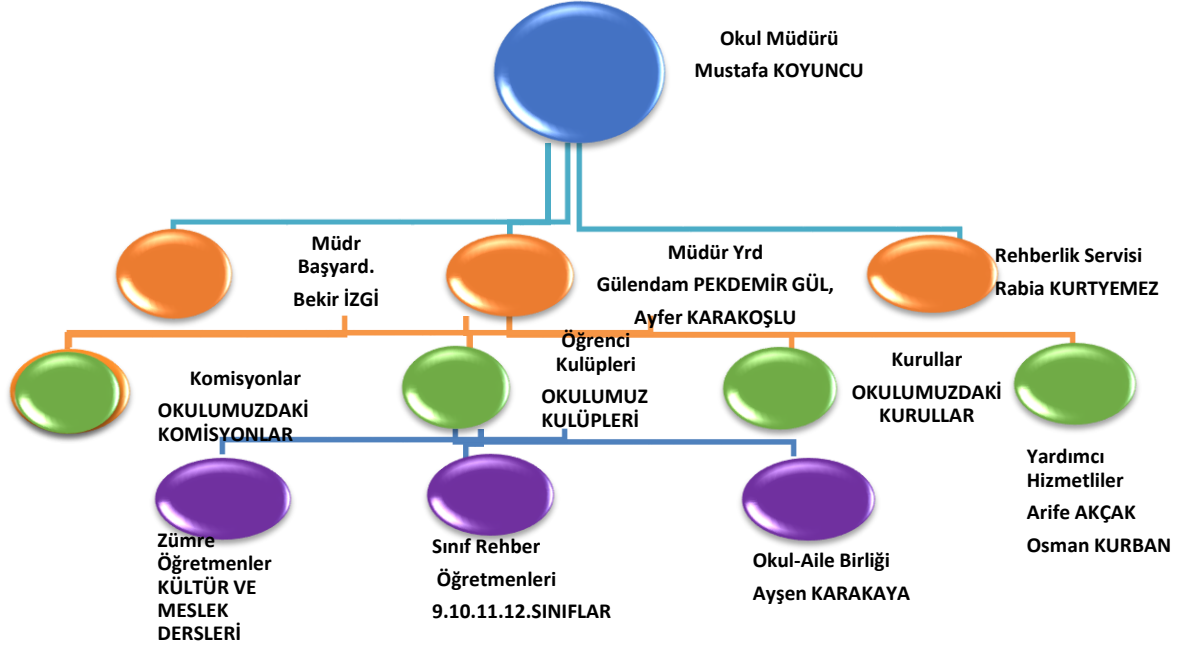 Okul Müdürü
Mustafa KOYUNCU
Müdr
Başyard.
Bekir İZGİ
Müdür Yrd
Gülendam PEKDEMİR GÜL,
Ayfer KARAKOŞLU
Rehberlik Servisi
Rabia KURTYEMEZ
Komisyonlar
OKULUMUZDAKİ
KOMİSYONLAR
Öğrenci
Kulüpleri
OKULUMUZ
KULÜPLERİ
Kurullar
OKULUMUZDAKİ
KURULLAR
Yardımcı
Hizmetliler
Arife AKÇAK
Osman KURBAN
Zümre
Öğretmenler
KÜLTÜR VE
MESLEK
DERSLERİ
Sınıf Rehber
Öğretmenleri
9.10.11.12.SINIFLAR
Okul-Aile Birliği
Ayşen KARAKAYA